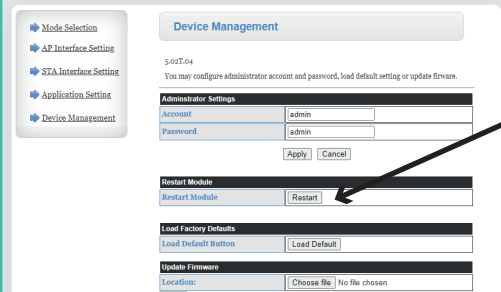 Mode Selection
AP Interface Setting
STA Interface Setting
Application Setting
Device Management
Device Management
5.02T.04
You may configure administrator account and password, load default setting or update firware.
Adminstrator Settings
Account admin
Password admin
Apply Cancel
Restart Module
Restart Module Restart
Load Factory Defaults
Load Default Button Load Default
Update Firmware
Location: Choose file No file chosen